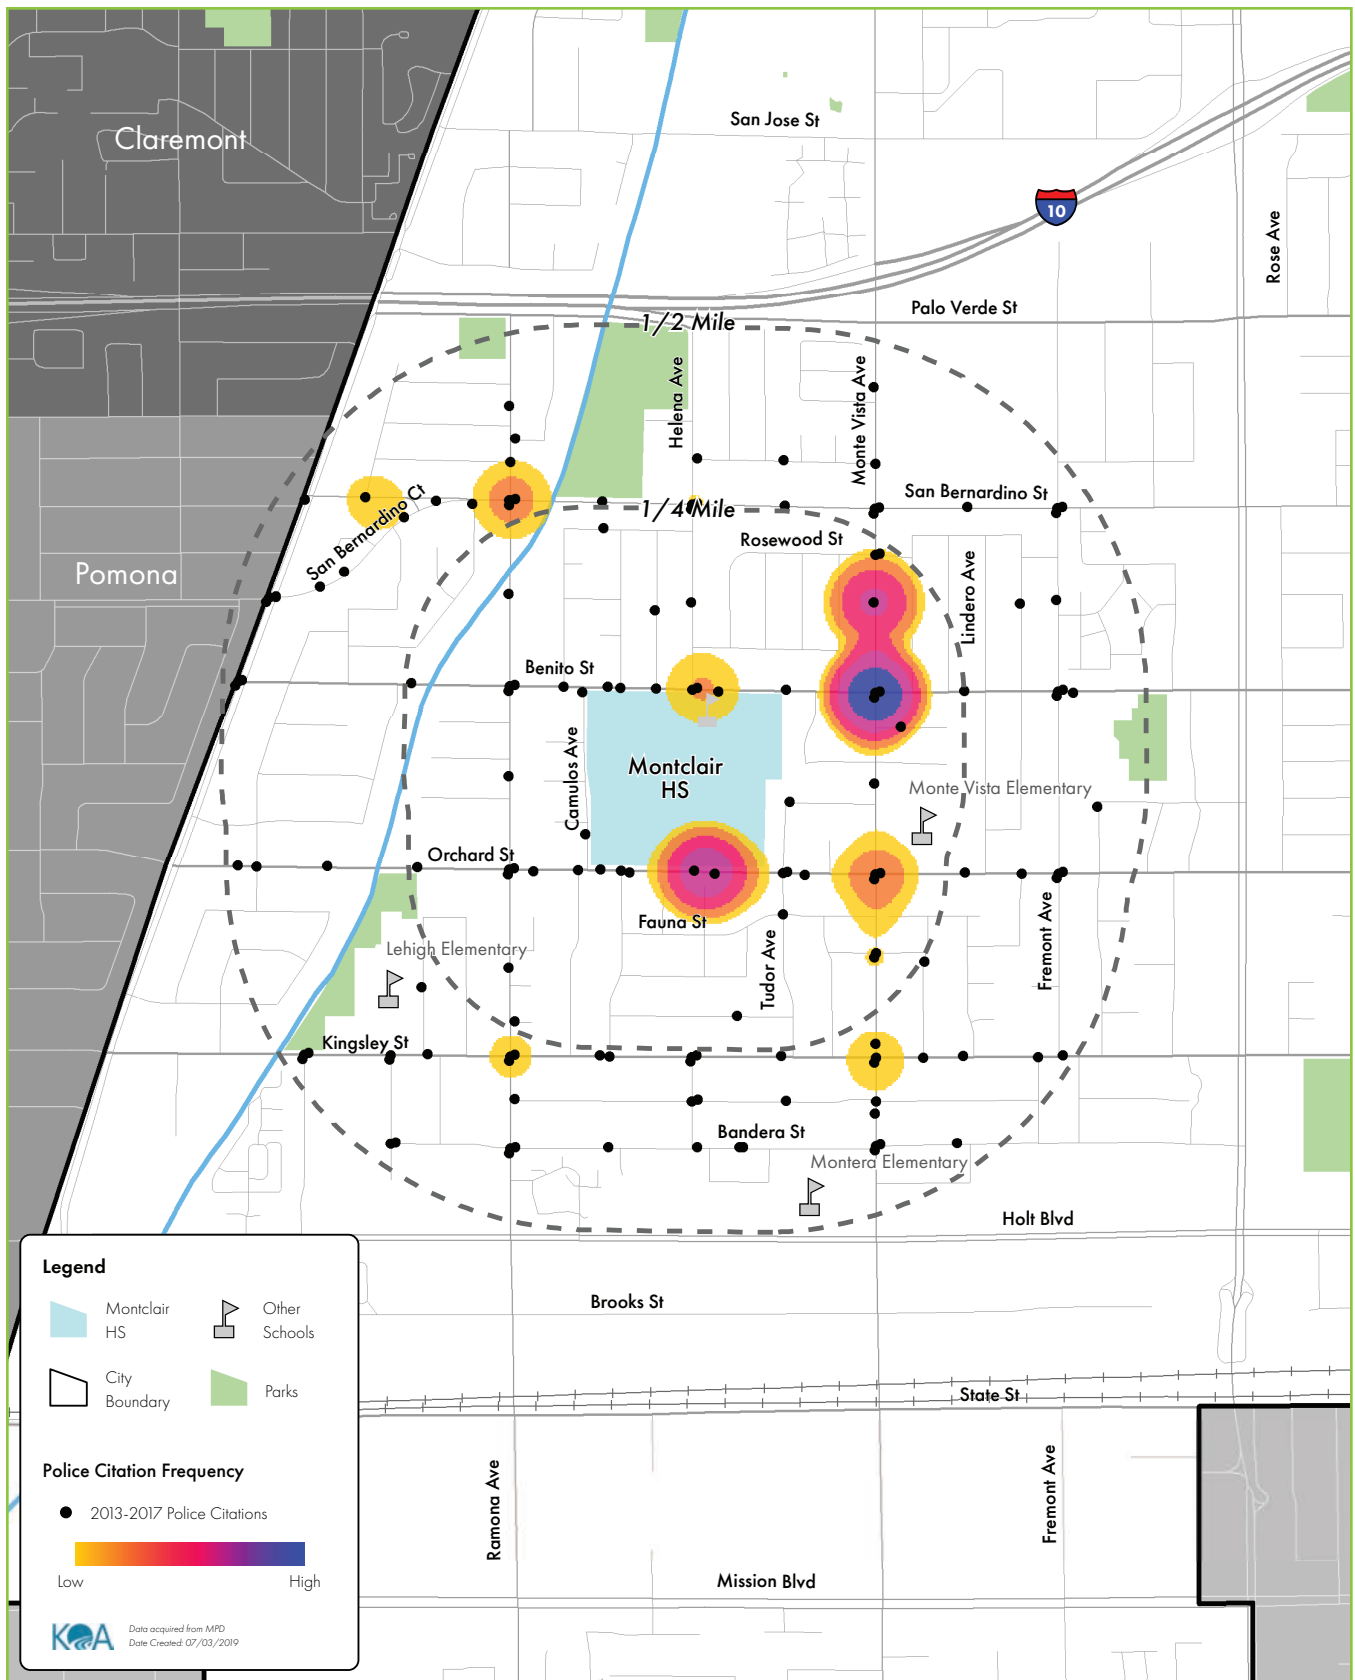 Claremont
San Jose St
10
Rose Ave
Palo Verde St
1/2 Mile
Helena Ave
Monte Vista Ave
San Bernardino St
San Bernardino Ct
1/4 Mile
Rosewood St
Pomona
Lindero Ave
Benito St
Camulos Ave
Montclair
HS
Monte Vista Elementary
Orchard St
Fauna St
Fremont Ave
Tudor Ave
Lehigh Elementary
Kingsley St
Bandera St
Montera Elementary
Holt Blvd
Brooks St
State St
Ramona Ave
Fremont Ave
Mission Blvd
Legend
Montclair
HS
Other
Schools
City
Boundary
Parks
Police Citation Frequency
2013-2017 Police Citations
Low
High
KOA
Data acquired from MPD
Date Created: 07/03/2019